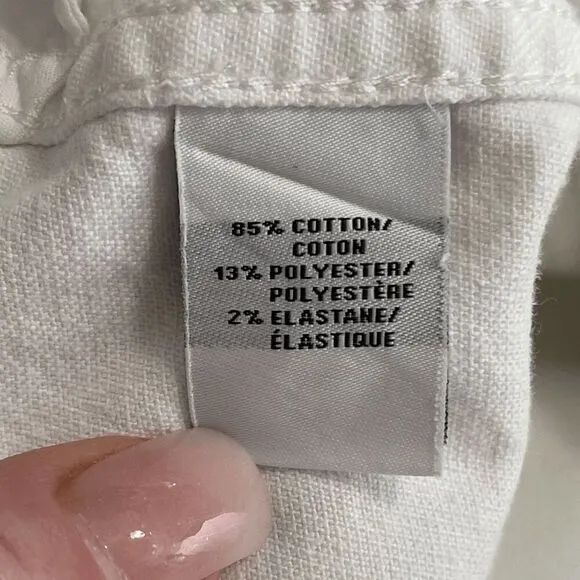 85% COTTON/
COTON
13% POLYESTER/
POLYESTÈRE
2% ELASTANE/
ÉLASTIQUE